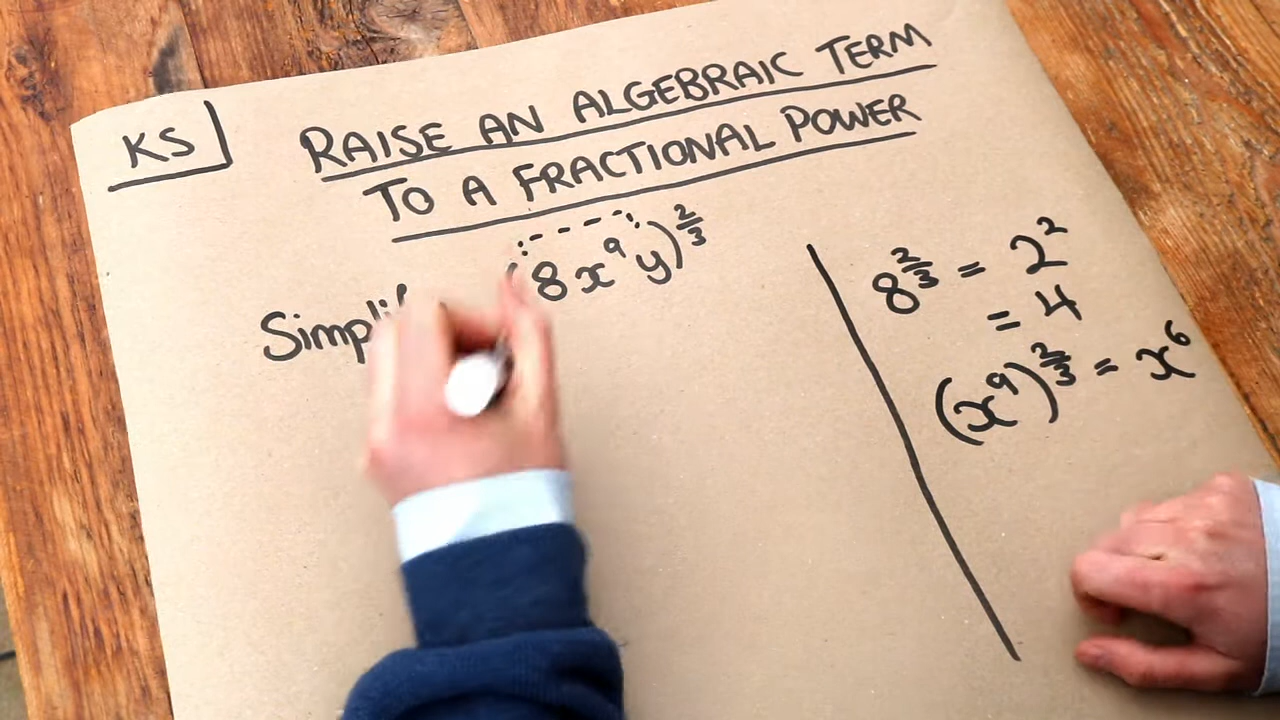 KS
RAISE AN ALGEBRAIC TERM
TO A FRACTIONAL POWER
(8x⁹y)^(2/3)
8^(2/3) = 2²
= 4
(x⁹)^(2/3) = x⁶